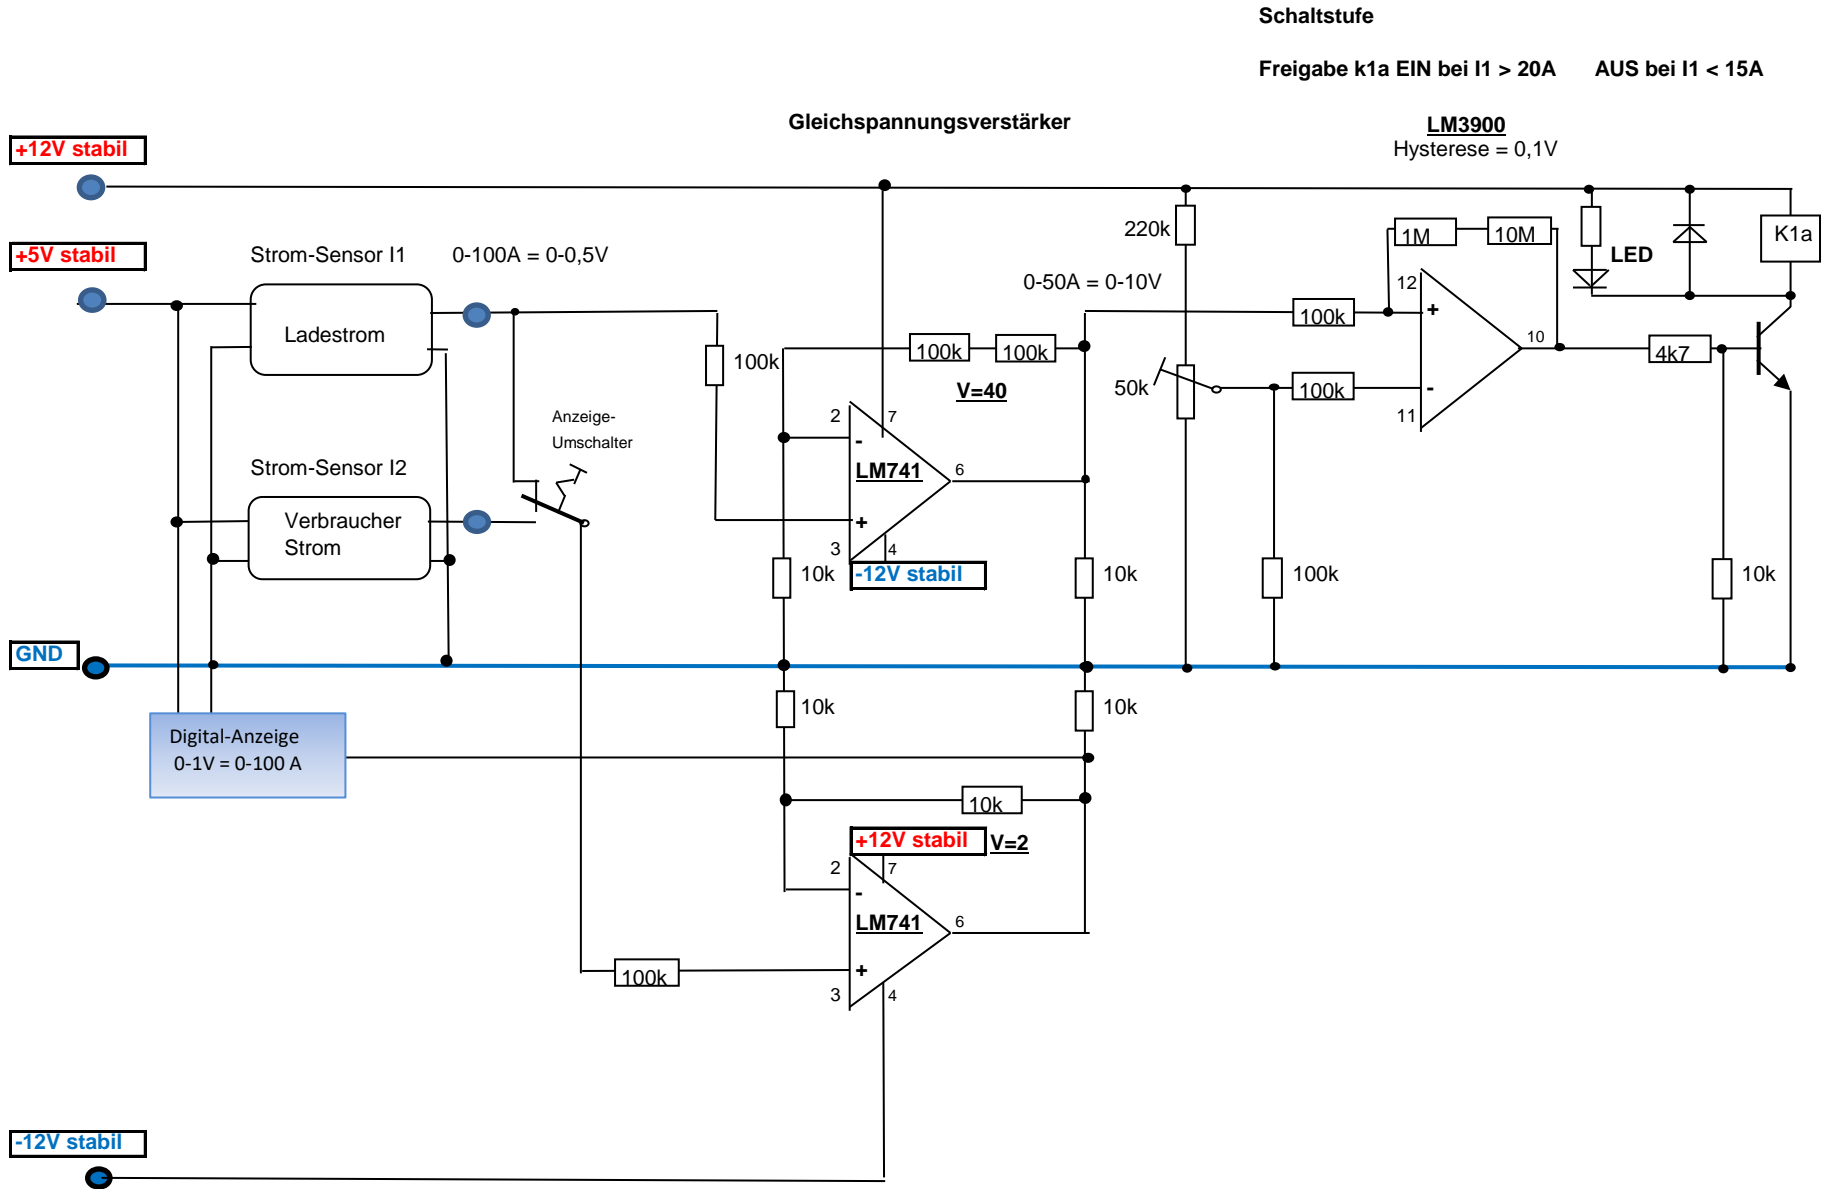 Schaltstufe
Freigabe k1a EIN bei I1 > 20A AUS bei I1 < 15A
Gleichspannungsverstärker
LM3900
Hysterese = 0,1V
+12V stabil
220k
1M
10M
K1a
+5V stabil
Strom-Sensor I1
0-100A = 0-0,5V
LED
0-50A = 0-10V
12
+
100k
Ladestrom
100k
100k
100k
10
4k7
50k
V=40
100k
-
11
Anzeige-
Umschalter
2
7
-
LM741
6
Strom-Sensor I2
Verbraucher
Strom
+
3
4
-12V stabil
10k
10k
100k
10k
GND
10k
10k
Digital-Anzeige
0-1V = 0-100 A
10k
+12V stabil
V=2
2
7
-
LM741
6
100k
+
3
4
-12V stabil